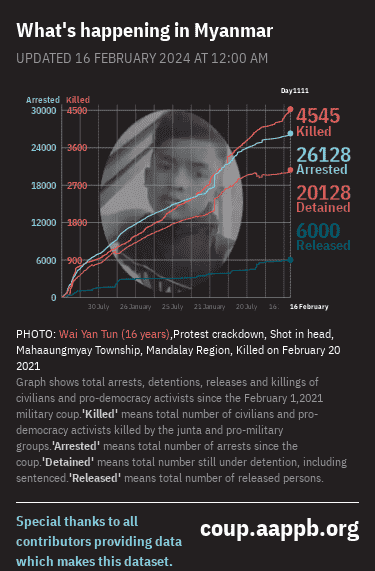 What's happening in Myanmar
UPDATED 16 FEBRUARY 2024 AT 12:00 AM
Day1111
Arrested Killed
30000 4500
24000 3600
18000 2700
12000 1800
6000 900
0
4545
Killed
26128
Arrested
20128
Detained
6000
Released
30 July 26 January 25 July 21 January 20 July 16 16 February
PHOTO: Wai Yan Tun (16 years),Protest crackdown, Shot in head,
Mahaaungmyay Township, Mandalay Region, Killed on February 20
2021
Graph shows total arrests, detentions, releases and killings of
civilians and pro-democracy activists since the February 1,2021
military coup.'Killed' means total number of civilians and pro-
democracy activists killed by the junta and pro-military
groups.'Arrested' means total number of arrests since the
coup.'Detained' means total number still under detention, including
sentenced.'Released' means total number of released persons.
Special thanks to all
contributors providing data
which makes this dataset.
coup.aappb.org